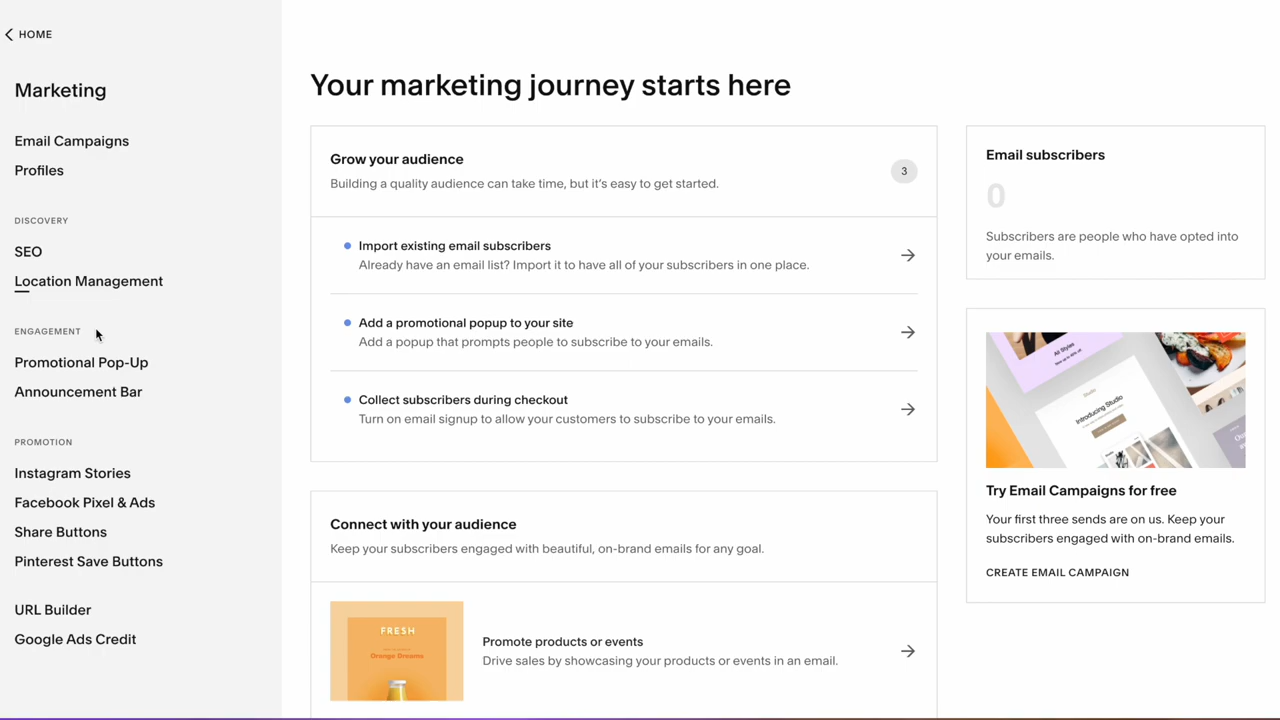 HOME
Marketing
Email Campaigns
Profiles
DISCOVERY
SEO
Location Management
ENGAGEMENT
Promotional Pop-Up
Announcement Bar
PROMOTION
Instagram Stories
Facebook Pixel & Ads
Share Buttons
Pinterest Save Buttons
URL Builder
Google Ads Credit
Your marketing journey starts here
Grow your audience
Building a quality audience can take time, but it's easy to get started.
3
Import existing email subscribers
Already have an email list? Import it to have all of your subscribers in one place.
Add a promotional popup to your site
Add a popup that prompts people to subscribe to your emails.
Collect subscribers during checkout
Turn on email signup to allow your customers to subscribe to your emails.
Connect with your audience
Keep your subscribers engaged with beautiful, on-brand emails for any goal.
FRESH
Orange Dreams
Promote products or events
Drive sales by showcasing your products or events in an email.
Email subscribers
0
Subscribers are people who have opted into
your emails.
All Styles
Introducing Studio
Try Email Campaigns for free
Your first three sends are on us. Keep your
subscribers engaged with on-brand emails.
CREATE EMAIL CAMPAIGN